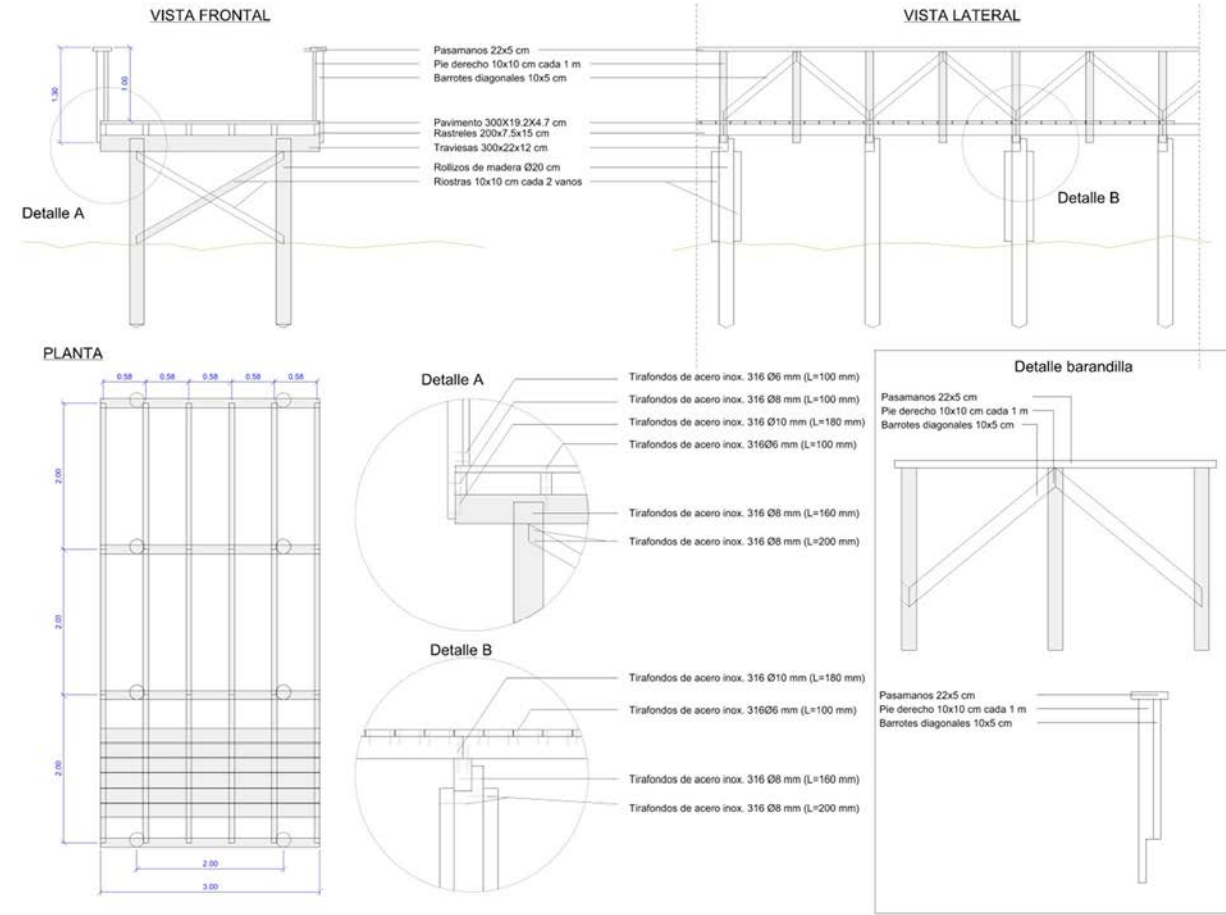 VISTA FRONTAL
1.30
1.00
Pasamanos 22x5 cm
Pie derecho 10x10 cm cada 1 m
Barrotes diagonales 10x5 cm
Pavimento 300X19.2X4.7 cm
Rastreles 200x7.5x15 cm
Traviesas 300x22x12 cm
Rollizos de madera Ø20 cm
Riostras 10x10 cm cada 2 vanos
Detalle A
VISTA LATERAL
Detalle B
PLANTA
0.58 0.58 0.58 0.58 0.58
2.00
2.05
2.00
2.00
3.00
Detalle A
Tirafondos de acero inox. 316 Ø6 mm (L=100 mm)
Tirafondos de acero inox. 316 Ø8 mm (L=100 mm)
Tirafondos de acero inox. 316 Ø10 mm (L=180 mm)
Tirafondos de acero inox. 316Ø6 mm (L=100 mm)
Tirafondos de acero inox. 316 Ø8 mm (L=160 mm)
Tirafondos de acero inox. 316 Ø8 mm (L=200 mm)
Detalle B
Tirafondos de acero inox. 316 Ø10 mm (L=180 mm)
Tirafondos de acero inox. 316Ø6 mm (L=100 mm)
Tirafondos de acero inox. 316 Ø8 mm (L=160 mm)
Tirafondos de acero inox. 316 Ø8 mm (L=200 mm)
Detalle barandilla
Pasamanos 22x5 cm
Pie derecho 10x10 cm cada 1 m
Barrotes diagonales 10x5 cm
Pasamanos 22x5 cm
Pie derecho 10x10 cm cada 1 m
Barrotes diagonales 10x5 cm